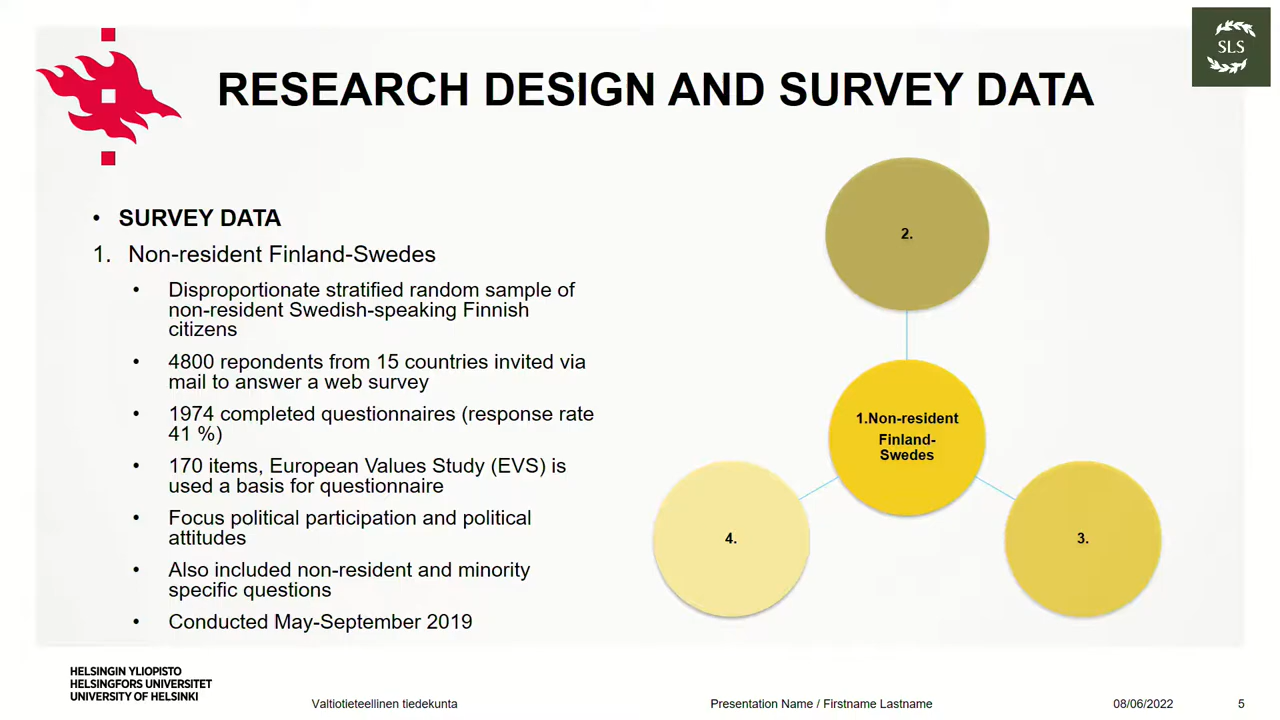 SLS
RESEARCH DESIGN AND SURVEY DATA
• SURVEY DATA
1. Non-resident Finland-Swedes
• Disproportionate stratified random sample of
non-resident Swedish-speaking Finnish
citizens
• 4800 repondents from 15 countries invited via
mail to answer a web survey
• 1974 completed questionnaires (response rate
41 %)
• 170 items, European Values Study (EVS) is
used a basis for questionnaire
• Focus political participation and political
attitudes
• Also included non-resident and minority
specific questions
• Conducted May-September 2019
2.
1.Non-resident
Finland-
Swedes
4.
3.
HELSINGIN YLIOPISTO
HELSINGFORS UNIVERSITET
UNIVERSITY OF HELSINKI
Valtiotieteellinen tiedekunta
Presentation Name / Firstname Lastname
08/06/2022
5